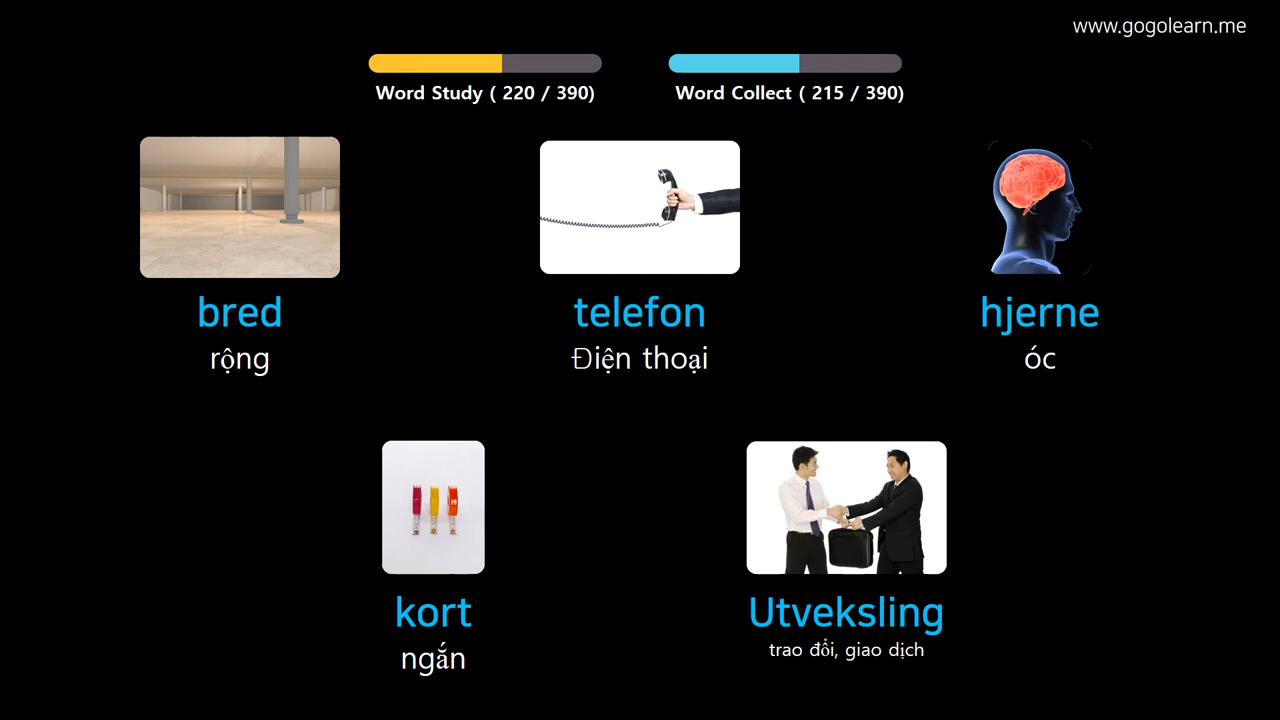 www.gogolearn.me
Word Study ( 220 / 390)
Word Collect ( 215 / 390)
bred
rộng
telefon
Điện thoại
hjerne
óc
kort
ngắn
Utveksling
trao đổi, giao dịch